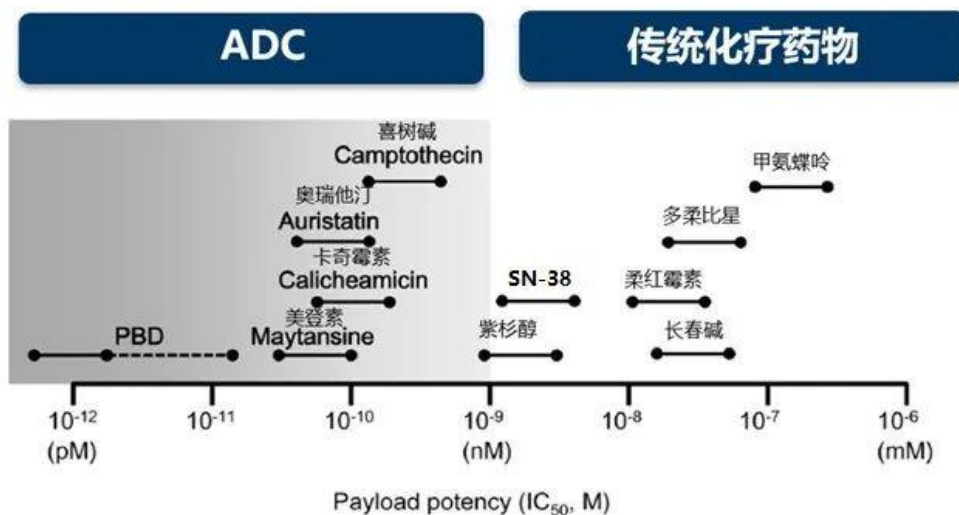 ADC
传统化疗药物
喜树碱
Camptothecin
甲氨蝶呤
奥瑞他汀
Auristatin
多柔比星
卡奇霉素
Calicheamicin
SN-38
柔红霉素
美登素
PBD
Maytansine
紫杉醇
长春碱
10⁻¹² 10⁻¹¹ 10⁻¹⁰ 10⁻⁹ 10⁻⁸ 10⁻⁷ 10⁻⁶
(pM) (nM) (mM)
Payload potency (IC₅₀, M)